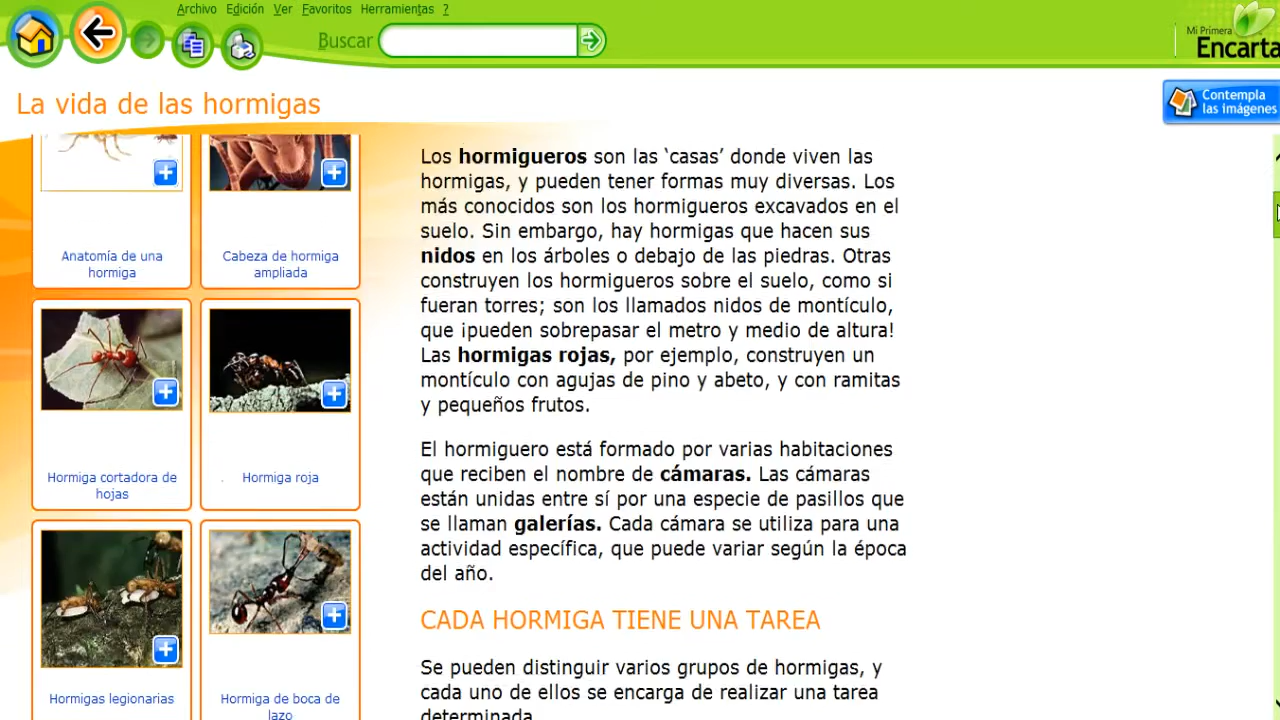 Archivo Edición Ver Favoritos Herramientas ?
Buscar
Mi Primera
Encarta
La vida de las hormigas
Contempla
las imágenes
Anatomía de una
hormiga
Cabeza de hormiga
ampliada
Hormiga cortadora de
hojas
Hormiga roja
Hormigas legionarias
Hormiga de boca de
lazo
Los hormigueros son las ‘casas’ donde viven las
hormigas, y pueden tener formas muy diversas. Los
más conocidos son los hormigueros excavados en el
suelo. Sin embargo, hay hormigas que hacen sus
nidos en los árboles o debajo de las piedras. Otras
construyen los hormigueros sobre el suelo, como si
fueran torres; son los llamados nidos de montículo,
que ¡pueden sobrepasar el metro y medio de altura!
Las hormigas rojas, por ejemplo, construyen un
montículo con agujas de pino y abeto, y con ramitas
y pequeños frutos.
El hormiguero está formado por varias habitaciones
que reciben el nombre de cámaras. Las cámaras
están unidas entre sí por una especie de pasillos que
se llaman galerías. Cada cámara se utiliza para una
actividad específica, que puede variar según la época
del año.
CADA HORMIGA TIENE UNA TAREA
Se pueden distinguir varios grupos de hormigas, y
cada uno de ellos se encarga de realizar una tarea
determinada.